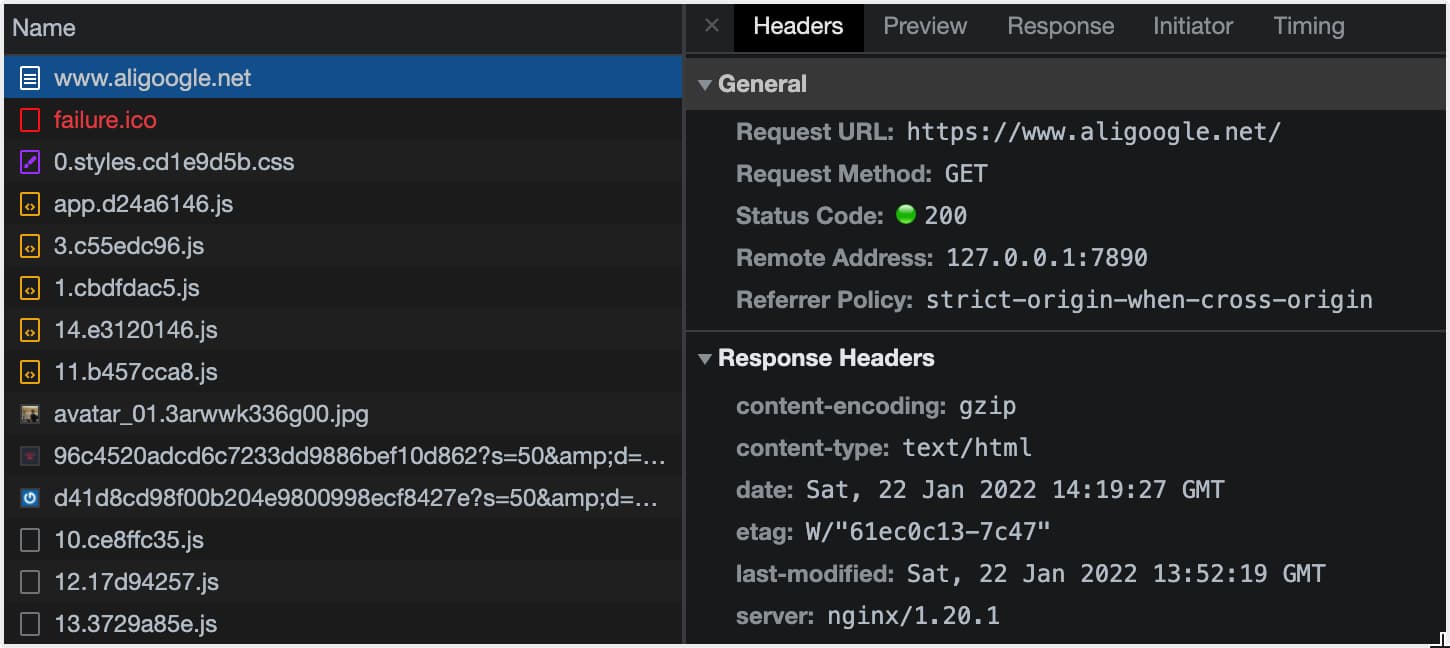 Name
www.aligoogle.net
failure.ico
0.styles.cd1e9d5b.css
app.d24a6146.js
3.c55edc96.js
1.cbdfdac5.js
14.e3120146.js
11.b457cca8.js
avatar_01.3arwwk336g00.jpg
96c4520adcd6c7233dd9886bef10d862?s=50&amp;d=…
d41d8cd98f00b204e9800998ecf8427e?s=50&amp;d=…
10.ce8ffc35.js
12.17d94257.js
13.3729a85e.js
× Headers Preview Response Initiator Timing
General
Request URL: https://www.aligoogle.net/
Request Method: GET
Status Code: 200
Remote Address: 127.0.0.1:7890
Referrer Policy: strict-origin-when-cross-origin
Response Headers
content-encoding: gzip
content-type: text/html
date: Sat, 22 Jan 2022 14:19:27 GMT
etag: W/"61ec0c13-7c47"
last-modified: Sat, 22 Jan 2022 13:52:19 GMT
server: nginx/1.20.1